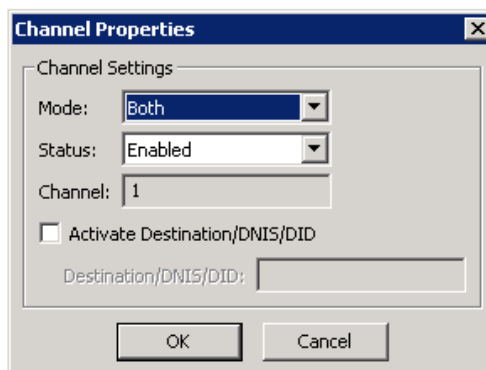 Channel Properties
Channel Settings
Mode: Both
Status: Enabled
Channel: 1
Activate Destination/DNIS/DID
Destination/DNIS/DID:
OK Cancel